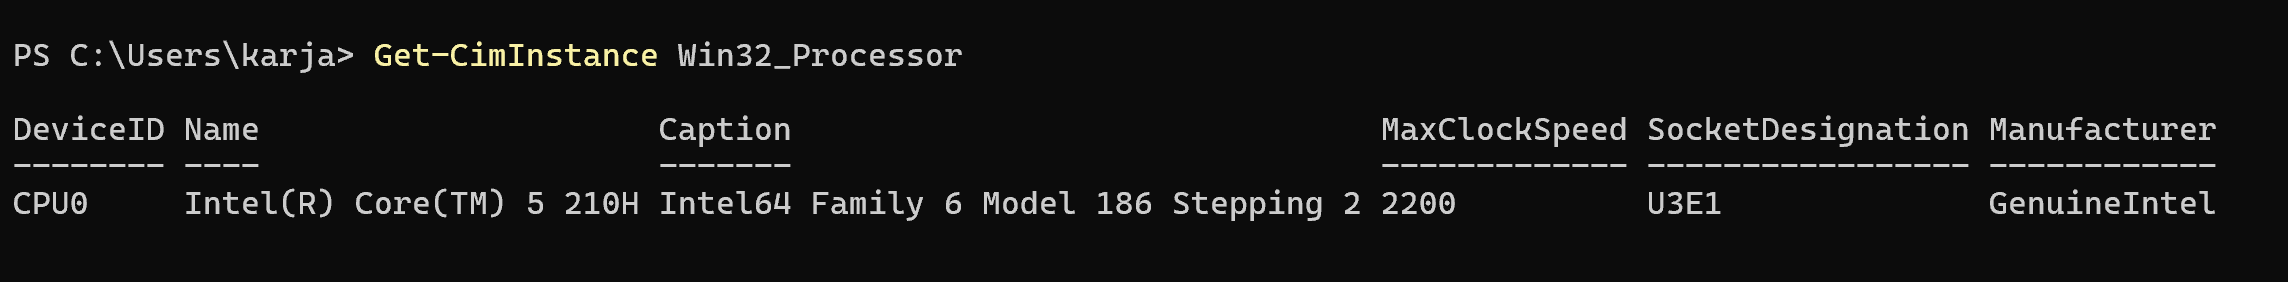 PS C:\Users\karja> Get-CimInstance Win32_Processor
DeviceID Name                     Caption                               MaxClockSpeed SocketDesignation Manufacturer
-------- ----                     -------                               ------------- ----------------- ------------
CPU0     Intel(R) Core(TM) 5 210H Intel64 Family 6 Model 186 Stepping 2 2200          U3E1              GenuineIntel